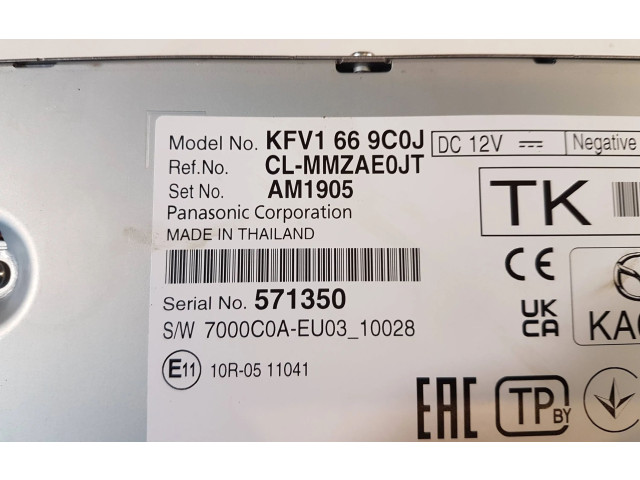 Model No. KFV1 66 9C0J DC 12V Negative
Ref.No. CL-MMZAE0JT
Set No. AM1905
TK
Panasonic Corporation
MADE IN THAILAND
CE
Serial No. 571350
UK
CA
S/W 7000C0A-EU03_10028
E11 10R-05 11041
EAC TP BY